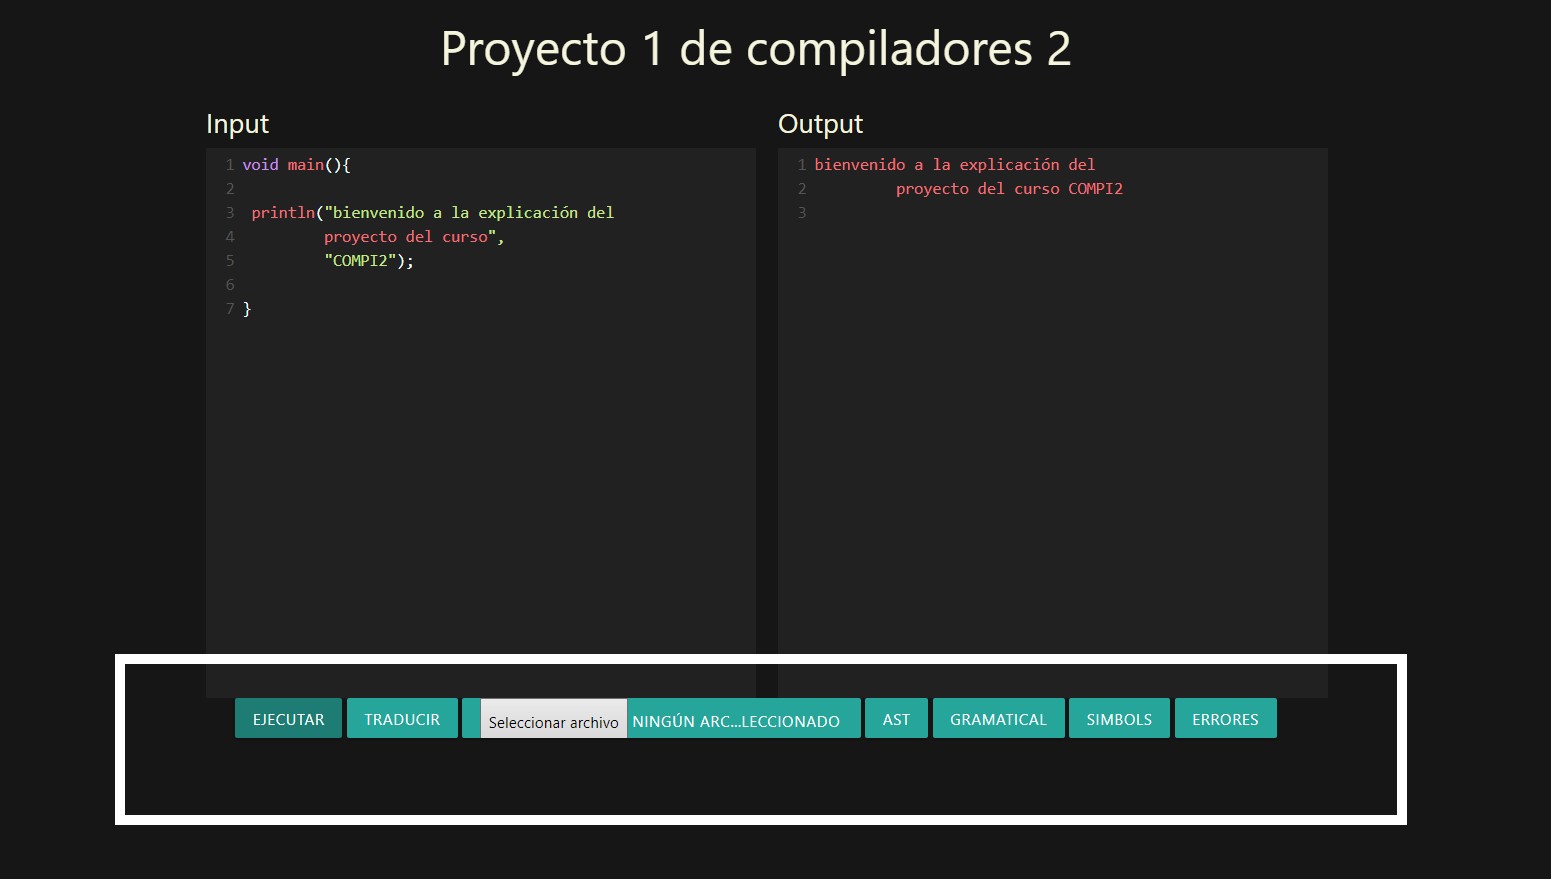 Proyecto 1 de compiladores 2
Input
1 void main(){
2
3 println("bienvenido a la explicación del
4 proyecto del curso",
5 "COMPI2");
6
7 }
Output
1 bienvenido a la explicación del
2 proyecto del curso COMPI2
3
EJECUTAR TRADUCIR Seleccionar archivo NINGÚN ARC...LECCIONADO AST GRAMATICAL SIMBOLS ERRORES